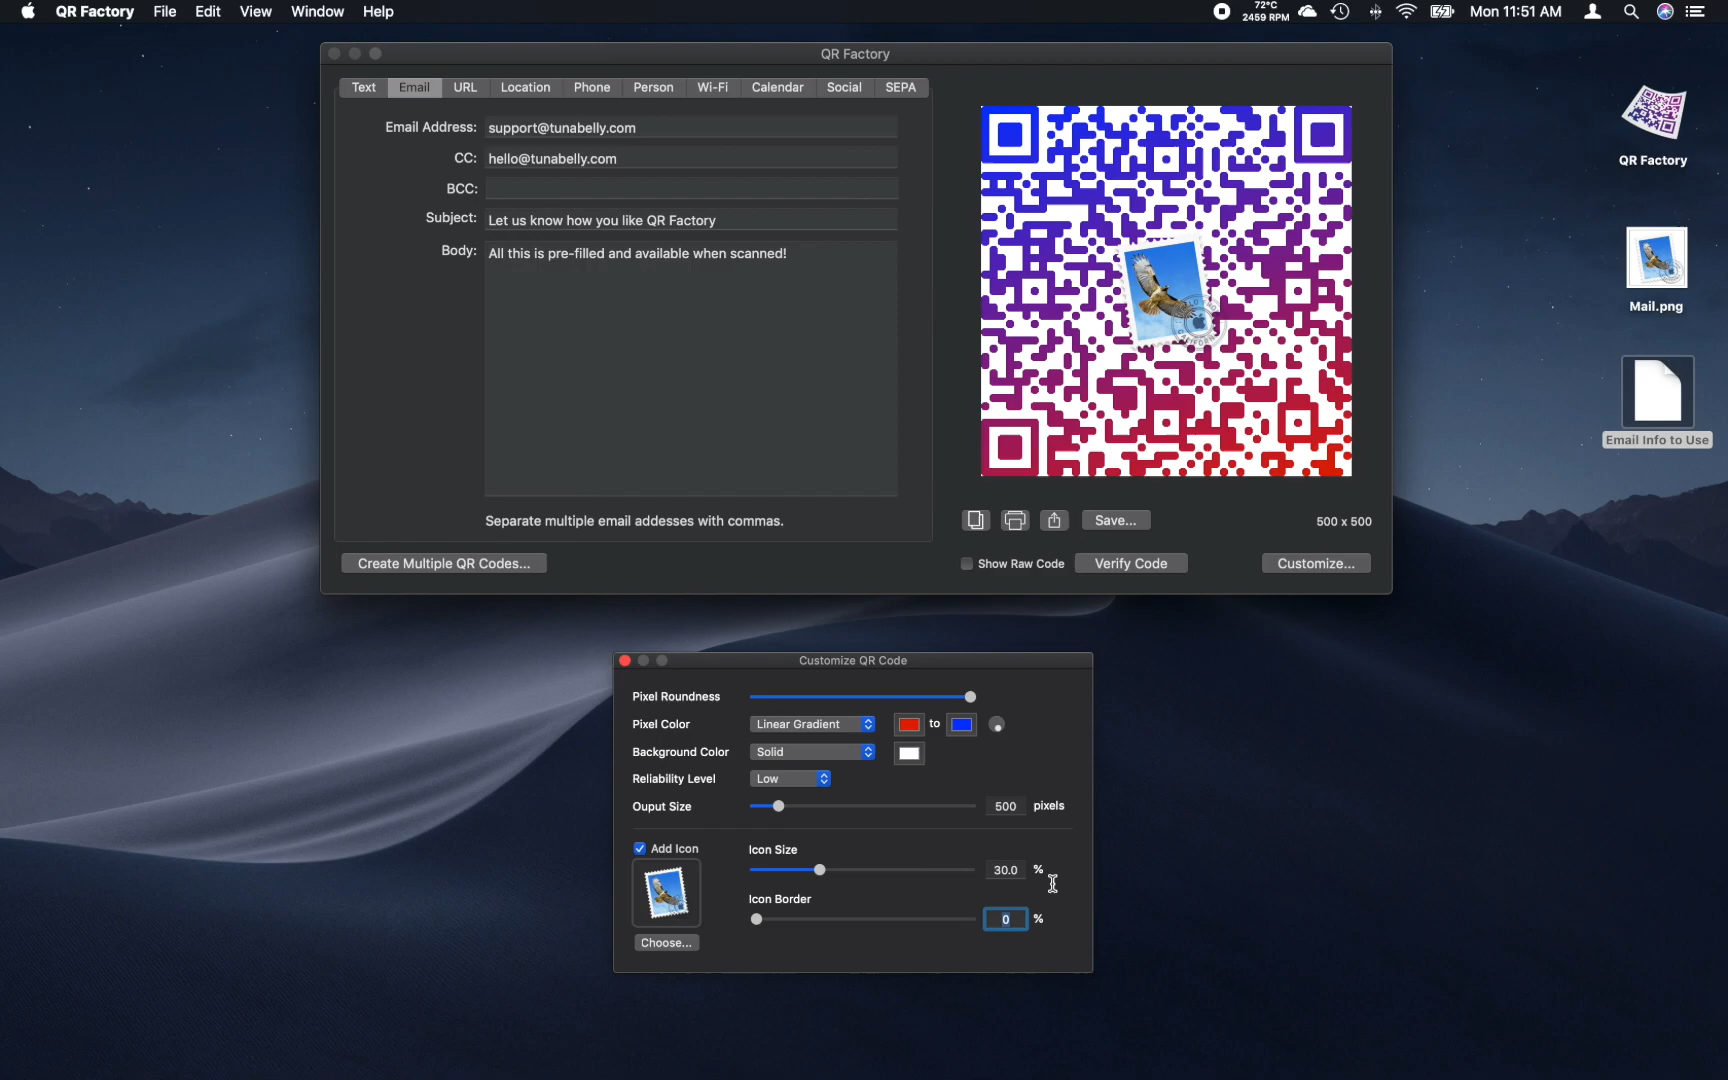 QR Factory File Edit View Window Help
72°C
2459 RPM
Mon 11:51 AM
QR Factory
Text Email URL Location Phone Person Wi-Fi Calendar Social SEPA
Email Address: support@tunabelly.com
CC: hello@tunabelly.com
BCC:
Subject: Let us know how you like QR Factory
Body: All this is pre-filled and available when scanned!
Separate multiple email addesses with commas.
Create Multiple QR Codes...
Save...
500 x 500
Show Raw Code Verify Code Customize...
QR Factory
Mail.png
Email Info to Use
Customize QR Code
Pixel Roundness
Pixel Color Linear Gradient to
Background Color Solid
Reliability Level Low
Ouput Size 500 pixels
Add Icon Icon Size
30.0 %
Icon Border
0 %
Choose...